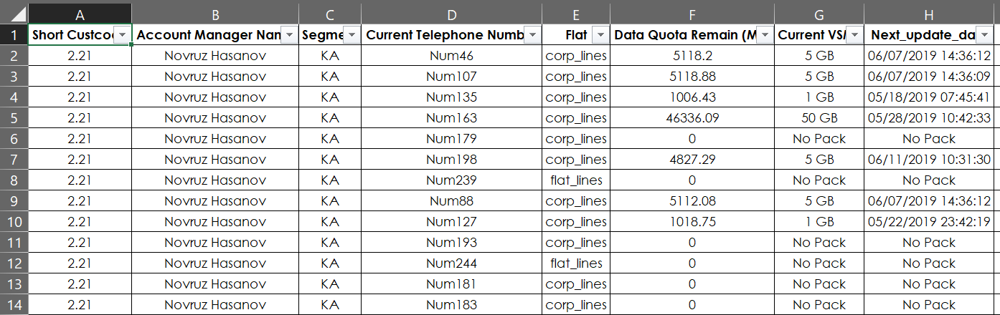 A B C D E F G H
1 Short Custco Account Manager Nan Segme Current Telephone Numb Flat Data Quota Remain (M Current VSM Next_update_da
2 2.21 Novruz Hasanov KA Num46 corp_lines 5118.2 5 GB 06/07/2019 14:36:12
3 2.21 Novruz Hasanov KA Num107 corp_lines 5118.88 5 GB 06/07/2019 14:36:09
4 2.21 Novruz Hasanov KA Num135 corp_lines 1006.43 1 GB 05/18/2019 07:45:41
5 2.21 Novruz Hasanov KA Num163 corp_lines 46336.09 50 GB 05/28/2019 10:42:33
6 2.21 Novruz Hasanov KA Num179 corp_lines 0 No Pack No Pack
7 2.21 Novruz Hasanov KA Num198 corp_lines 4827.29 5 GB 06/11/2019 10:31:30
8 2.21 Novruz Hasanov KA Num239 flat_lines 0 No Pack No Pack
9 2.21 Novruz Hasanov KA Num88 corp_lines 5112.08 5 GB 06/07/2019 14:36:12
10 2.21 Novruz Hasanov KA Num127 corp_lines 1018.75 1 GB 05/22/2019 23:42:19
11 2.21 Novruz Hasanov KA Num193 corp_lines 0 No Pack No Pack
12 2.21 Novruz Hasanov KA Num244 flat_lines 0 No Pack No Pack
13 2.21 Novruz Hasanov KA Num181 corp_lines 0 No Pack No Pack
14 2.21 Novruz Hasanov KA Num183 corp_lines 0 No Pack No Pack